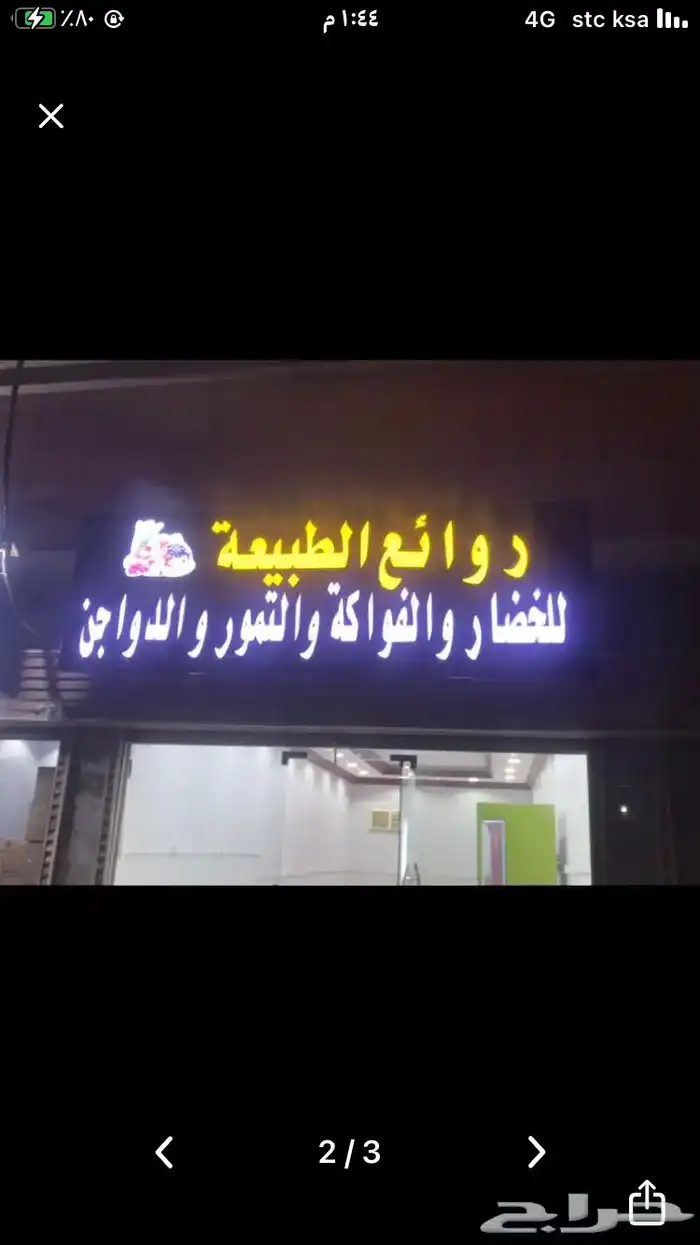 ٪٨٠ ١:٤٤ م 4G stc ksa
روائع الطبيعة
للخضار والفواكة والتمور والدواجن
2 / 3
حراج